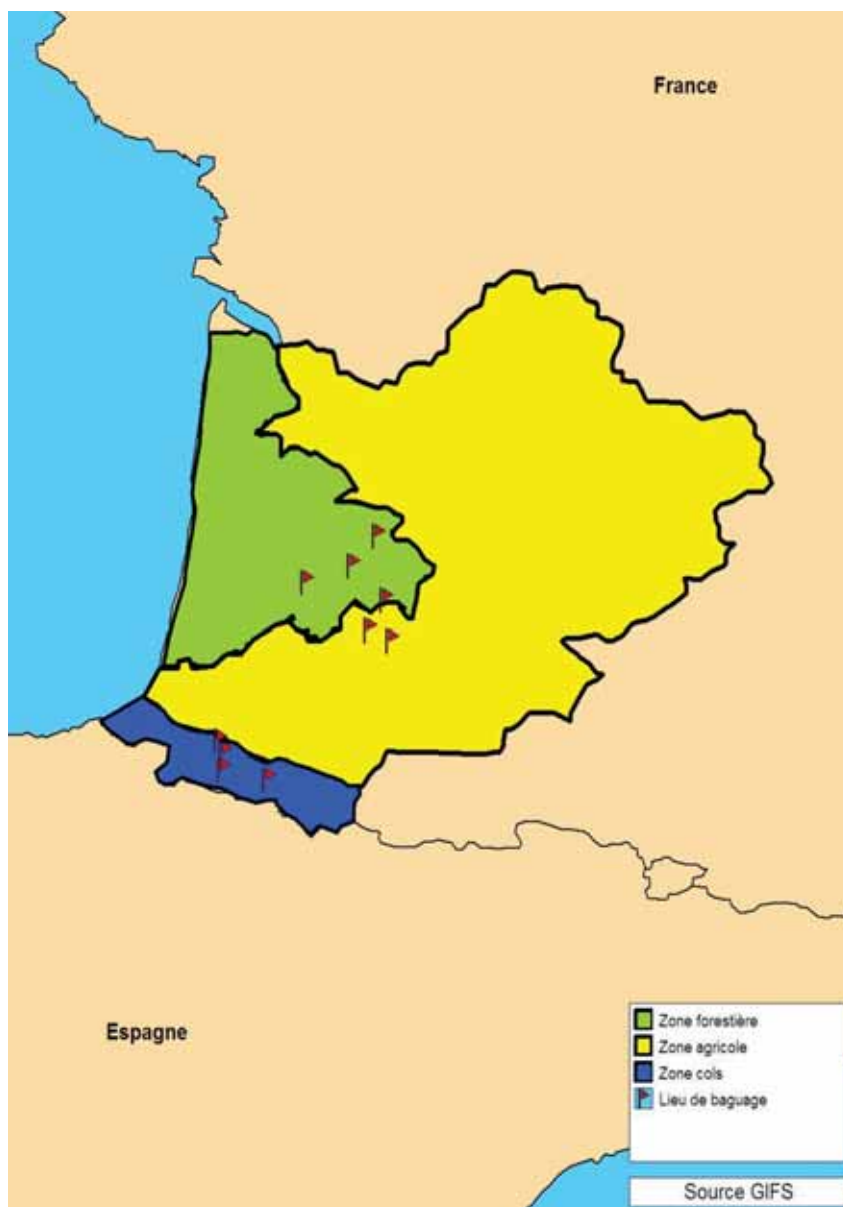 France
Espagne
Zone forestière
Zone agricole
Zone cols
Lieu de baguage
Source GIFS